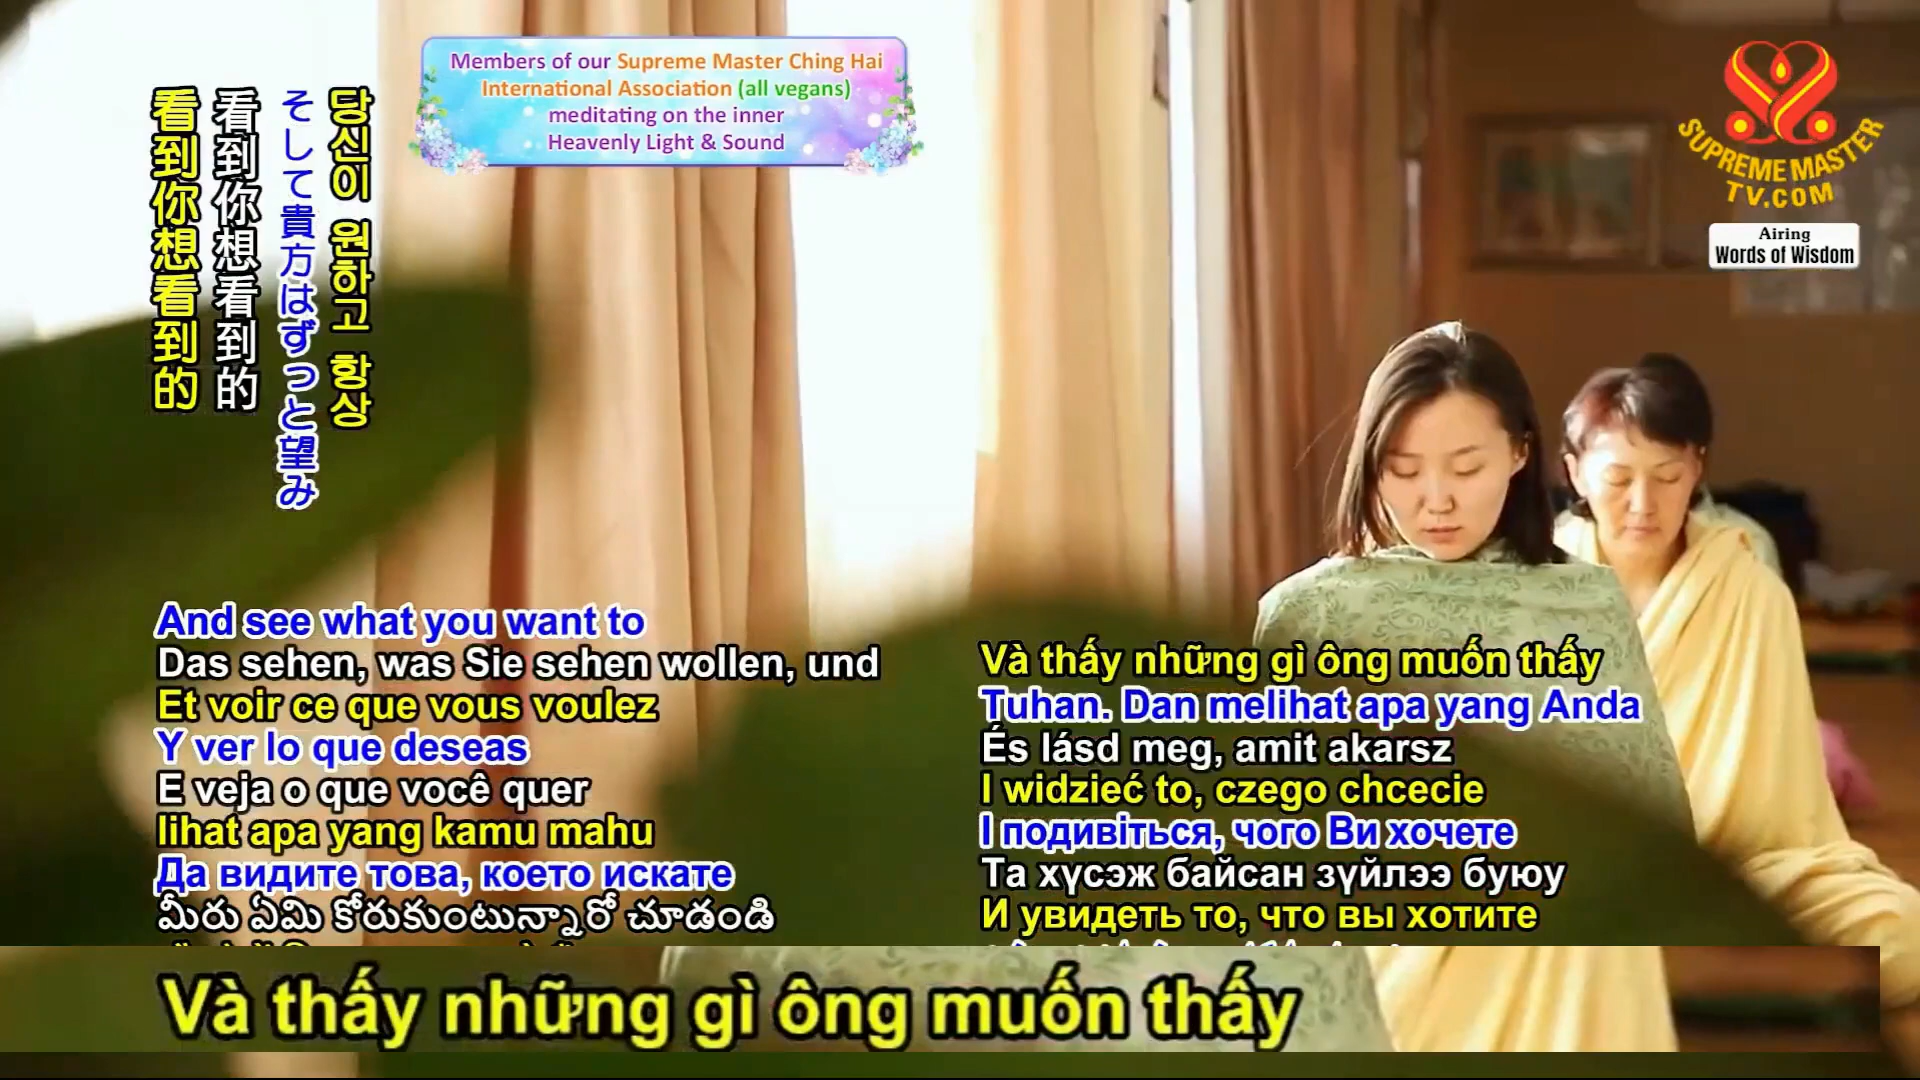 Members of our Supreme Master Ching Hai
International Association (all vegans)
meditating on the inner
Heavenly Light & Sound
SUPREME MASTER
TV.COM
Airing
Words of Wisdom
당신이 원하고 항상
そして貴方はずっと望み
看到你想看到的
看到你想看到的
And see what you want to
Das sehen, was Sie sehen wollen, und
Et voir ce que vous voulez
Y ver lo que deseas
E veja o que você quer
lihat apa yang kamu mahu
Да видите това, което искате
మీరు ఏమి కోరుకుంటున్నారో చూడండి
Và thấy những gì ông muốn thấy
Tuhan. Dan melihat apa yang Anda
És lásd meg, amit akarsz
I widzieć to, czego chcecie
І подивіться, чого Ви хочете
Та хүсэж байсан зүйлээ буюу
И увидеть то, что вы хотите
Và thấy những gì ông muốn thấy